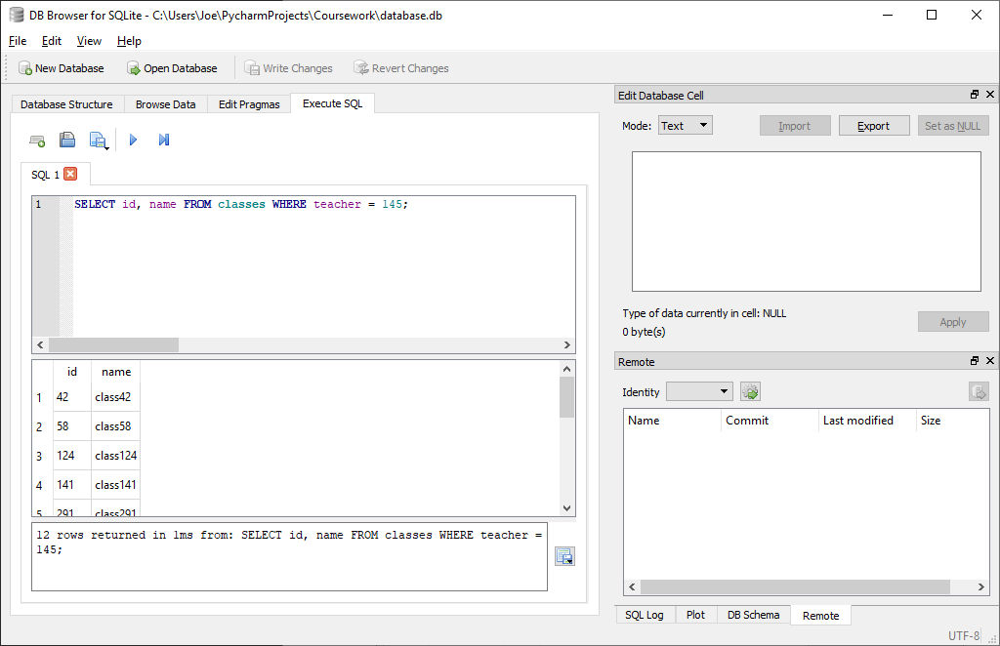 DB Browser for SQLite - C:\Users\Joe\PycharmProjects\Coursework\database.db
File Edit View Help
New Database Open Database Write Changes Revert Changes
Database Structure Browse Data Edit Pragmas Execute SQL
SQL 1
1 SELECT id, name FROM classes WHERE teacher = 145;
id name
1 42 class42
2 58 class58
3 124 class124
4 141 class141
5 291 class291
12 rows returned in 1ms from: SELECT id, name FROM classes WHERE teacher =
145;
Edit Database Cell
Mode: Text Import Export Set as NULL
Type of data currently in cell: NULL
0 byte(s)
Apply
Remote
Identity
Name Commit Last modified Size
SQL Log Plot DB Schema Remote
UTF-8